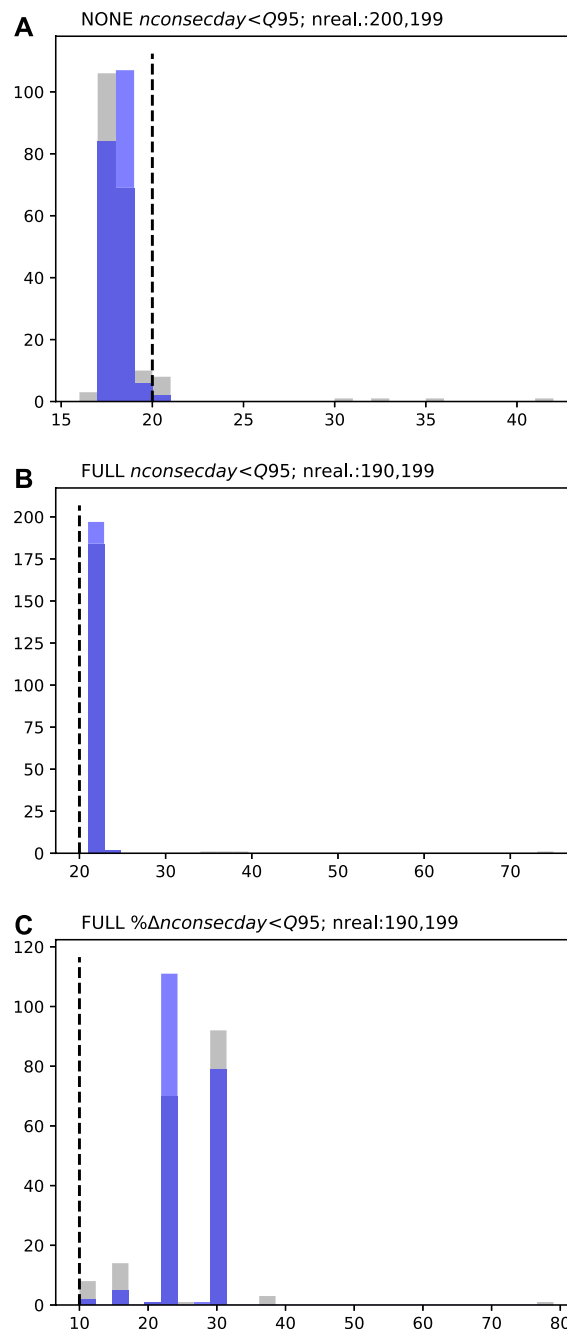 A
NONE nconsecday<Q95; nreal.:200,199
100
80
60
40
20
0
15 20 25 30 35 40
B
FULL nconsecday<Q95; nreal.:190,199
200
175
150
125
100
75
50
25
0
20 30 40 50 60 70
C
FULL %Δnconsecday<Q95; nreal:190,199
120
100
80
60
40
20
0
10 20 30 40 50 60 70 80